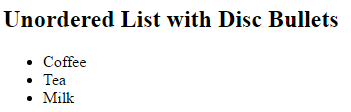 Unordered List with Disc Bullets
• Coffee
• Tea
• Milk